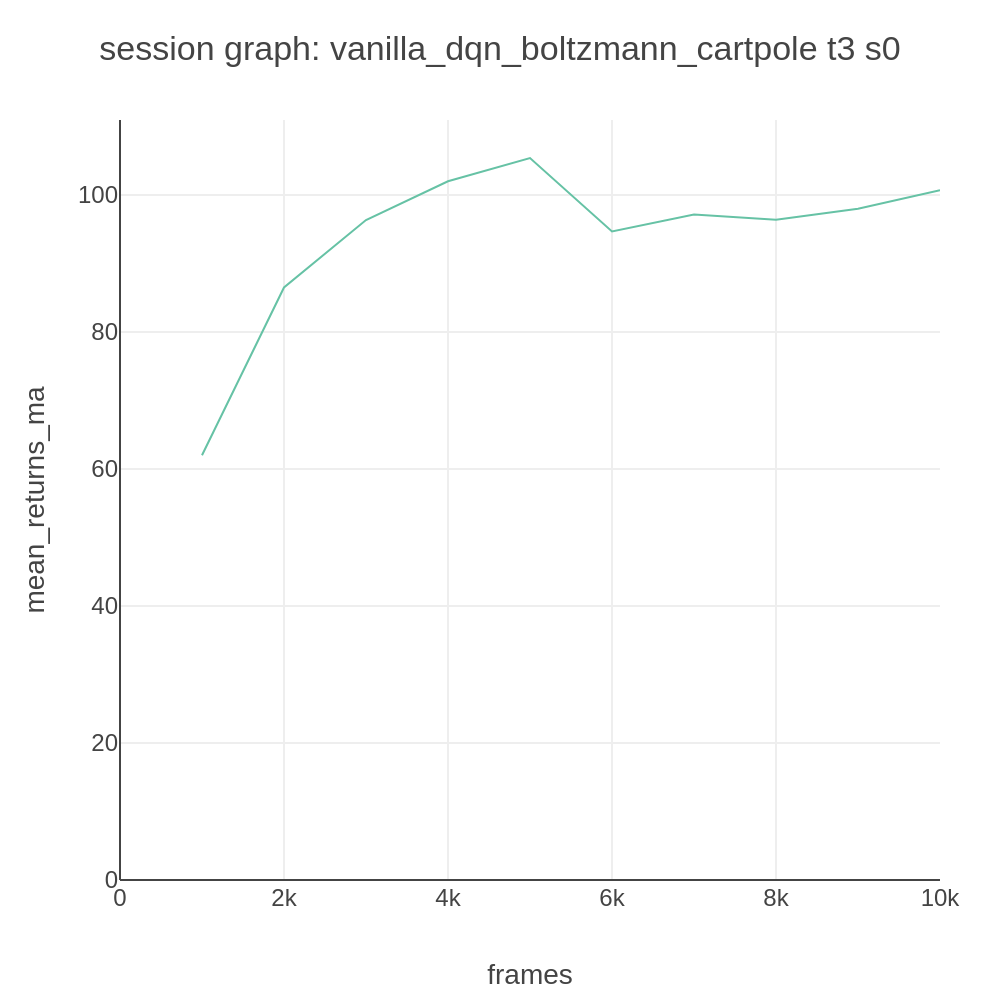 session graph: vanilla_dqn_boltzmann_cartpole t3 s0
mean_returns_ma
100
80
60
40
20
0
0 2k 4k 6k 8k 10k
frames